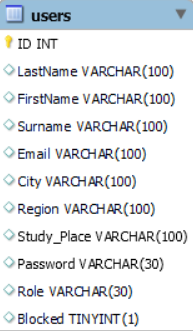 users
ID INT
LastName VARCHAR(100)
FirstName VARCHAR(100)
Surname VARCHAR(100)
Email VARCHAR(100)
City VARCHAR(100)
Region VARCHAR(100)
Study_Place VARCHAR(100)
Password VARCHAR(30)
Role VARCHAR(30)
Blocked TINYINT(1)